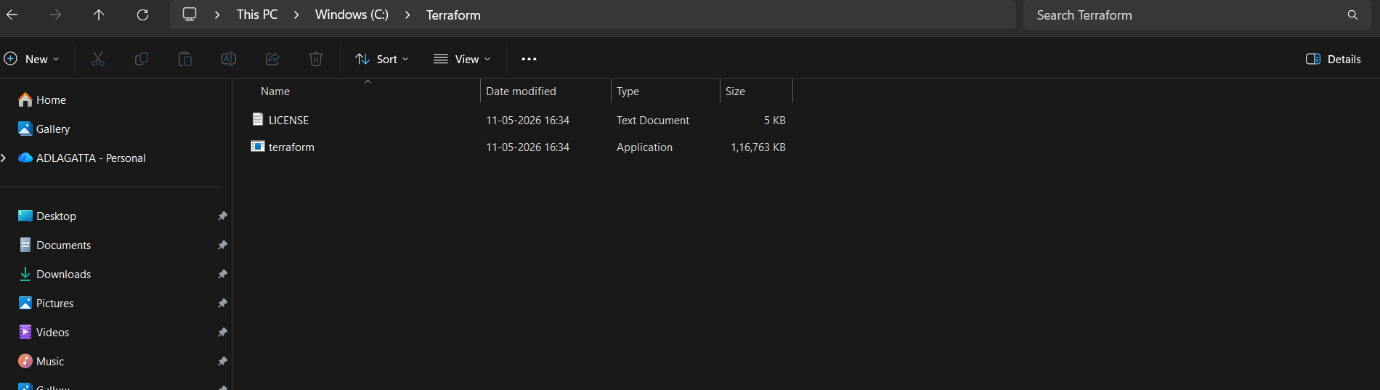 This PC > Windows (C:) > Terraform
Search Terraform
New
Sort
View
Details
Home
Gallery
ADLAGATTA - Personal
Desktop
Documents
Downloads
Pictures
Videos
Music
Gallery
Name Date modified Type Size
LICENSE 11-05-2026 16:34 Text Document 5 KB
terraform 11-05-2026 16:34 Application 1,16,763 KB